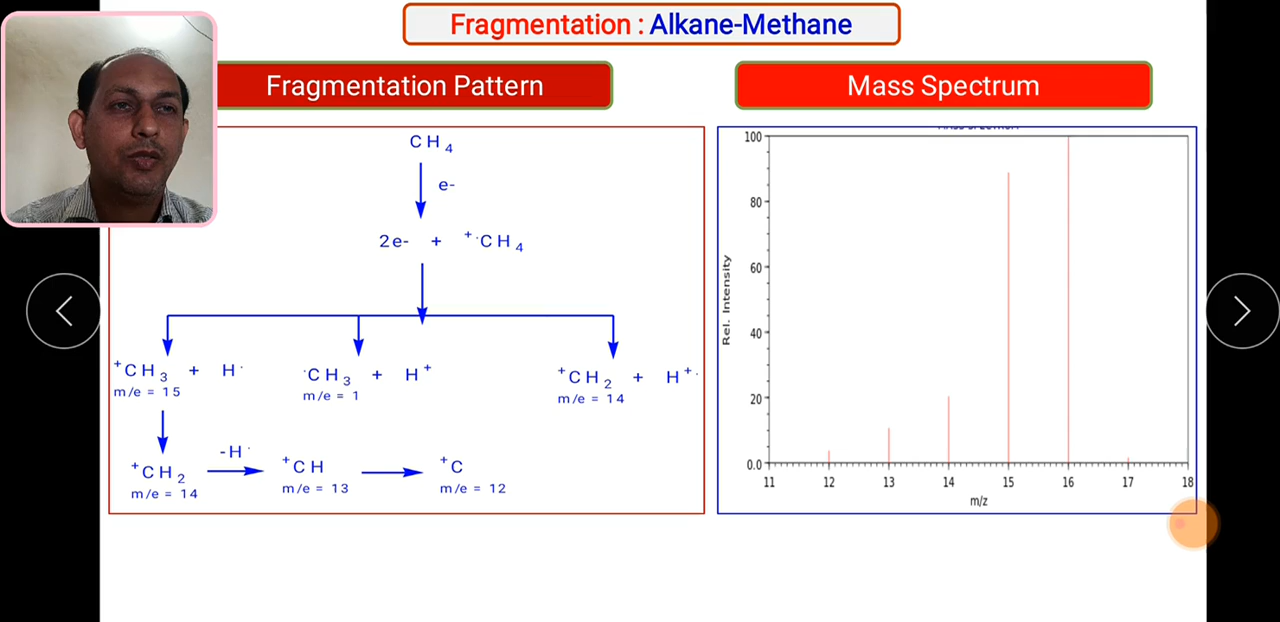 Fragmentation : Alkane-Methane
Fragmentation Pattern
CH4
e-
2e- + +·CH4
+CH3 + H·
m/e = 15
·CH3 + H+
m/e = 1
+CH2 + H+·
m/e = 14
+CH2
m/e = 14
-H·
+CH
m/e = 13
+C
m/e = 12
Mass Spectrum
Rel. Intensity
100
80
60
40
20
0.0
11 12 13 14 15 16 17 18
m/z